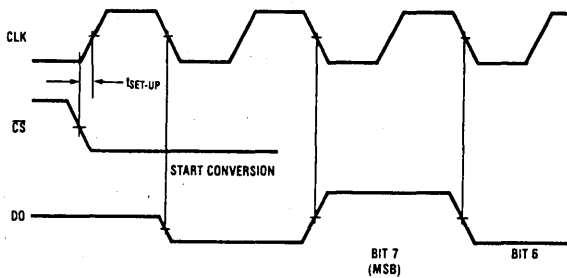 CLK
tSET-UP
CS
START CONVERSION
DO
BIT 7
(MSB)
BIT 6